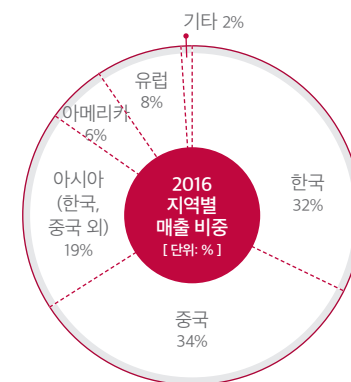 기타 2%
유럽
8%
아메리카
6%
아시아
(한국,
중국 외)
19%
2016
지역별
매출 비중
[ 단위: % ]
한국
32%
중국
34%